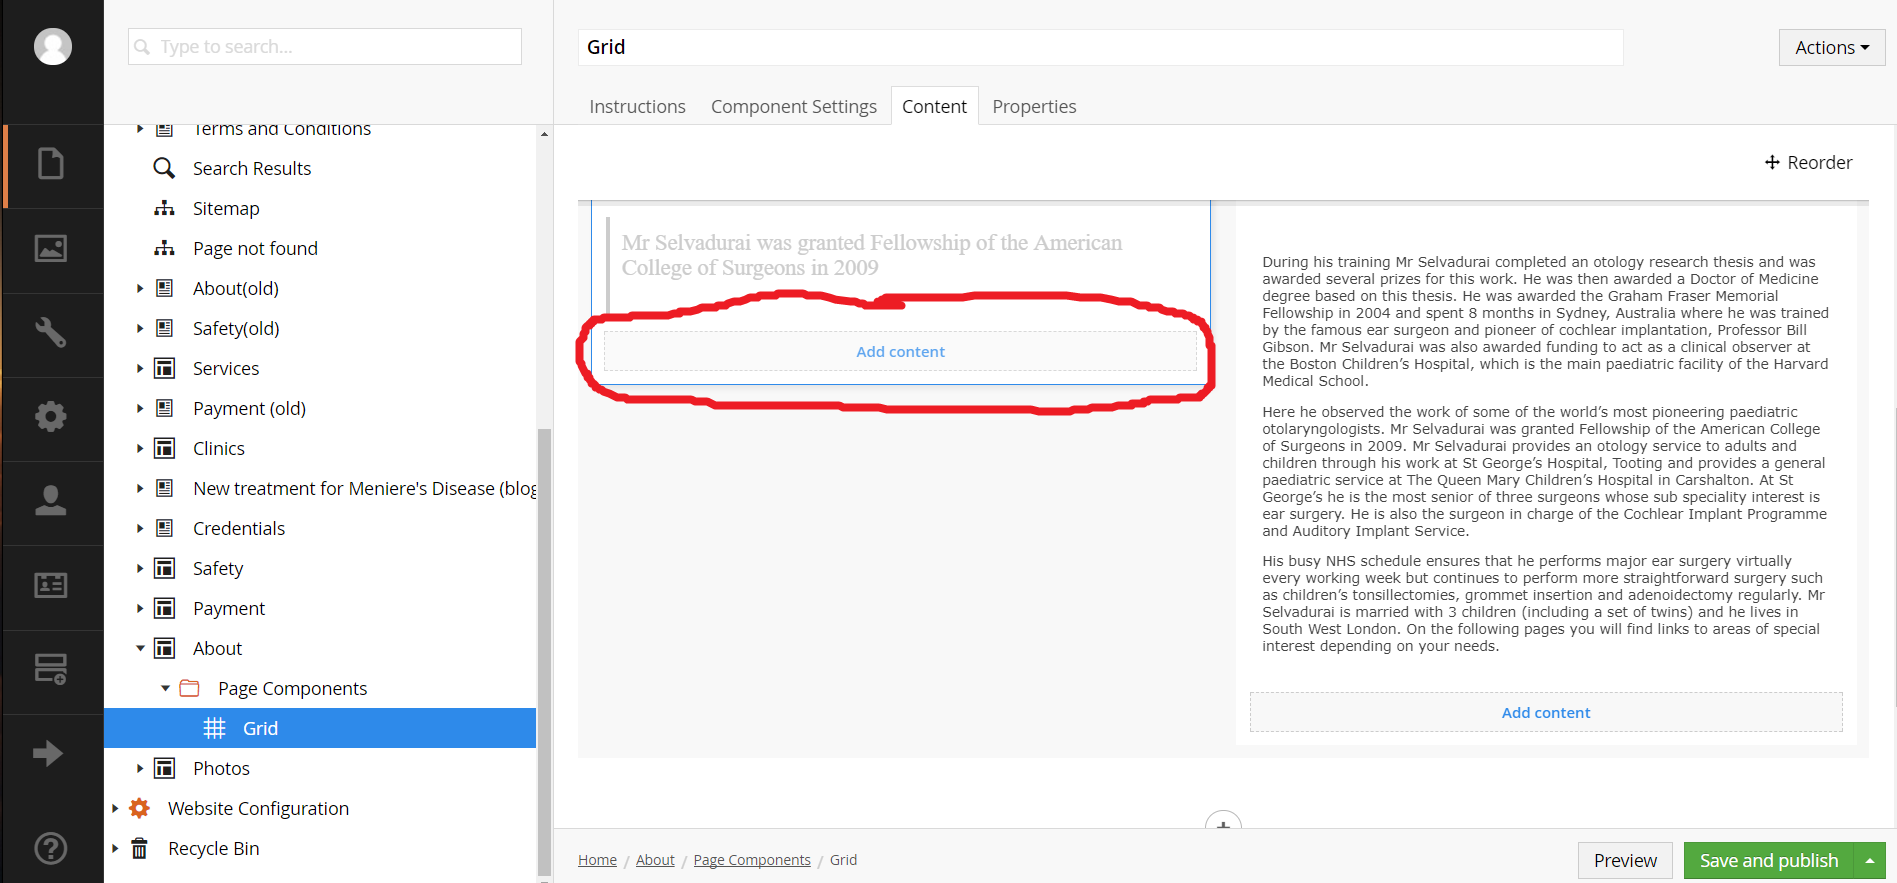 Type to search...
Terms and Conditions
Search Results
Sitemap
Page not found
About(old)
Safety(old)
Services
Payment (old)
Clinics
New treatment for Meniere's Disease (blog
Credentials
Safety
Payment
About
Page Components
Grid
Photos
Website Configuration
Recycle Bin
Grid
Actions
Instructions Component Settings Content Properties
Reorder
Mr Selvadurai was granted Fellowship of the American
College of Surgeons in 2009
Add content
During his training Mr Selvadurai completed an otology research thesis and was
awarded several prizes for this work. He was then awarded a Doctor of Medicine
degree based on this thesis. He was awarded the Graham Fraser Memorial
Fellowship in 2004 and spent 8 months in Sydney, Australia where he was trained
by the famous ear surgeon and pioneer of cochlear implantation, Professor Bill
Gibson. Mr Selvadurai was also awarded funding to act as a clinical observer at
the Boston Children’s Hospital, which is the main paediatric facility of the Harvard
Medical School.
Here he observed the work of some of the world’s most pioneering paediatric
otolaryngologists. Mr Selvadurai was granted Fellowship of the American College
of Surgeons in 2009. Mr Selvadurai provides an otology service to adults and
children through his work at St George’s Hospital, Tooting and provides a general
paediatric service at The Queen Mary Children’s Hospital in Carshalton. At St
George’s he is the most senior of three surgeons whose sub speciality interest is
ear surgery. He is also the surgeon in charge of the Cochlear Implant Programme
and Auditory Implant Service.
His busy NHS schedule ensures that he performs major ear surgery virtually
every working week but continues to perform more straightforward surgery such
as children’s tonsillectomies, grommet insertion and adenoidectomy regularly. Mr
Selvadurai is married with 3 children (including a set of twins) and he lives in
South West London. On the following pages you will find links to areas of special
interest depending on your needs.
Add content
Home / About / Page Components / Grid
Preview
Save and publish